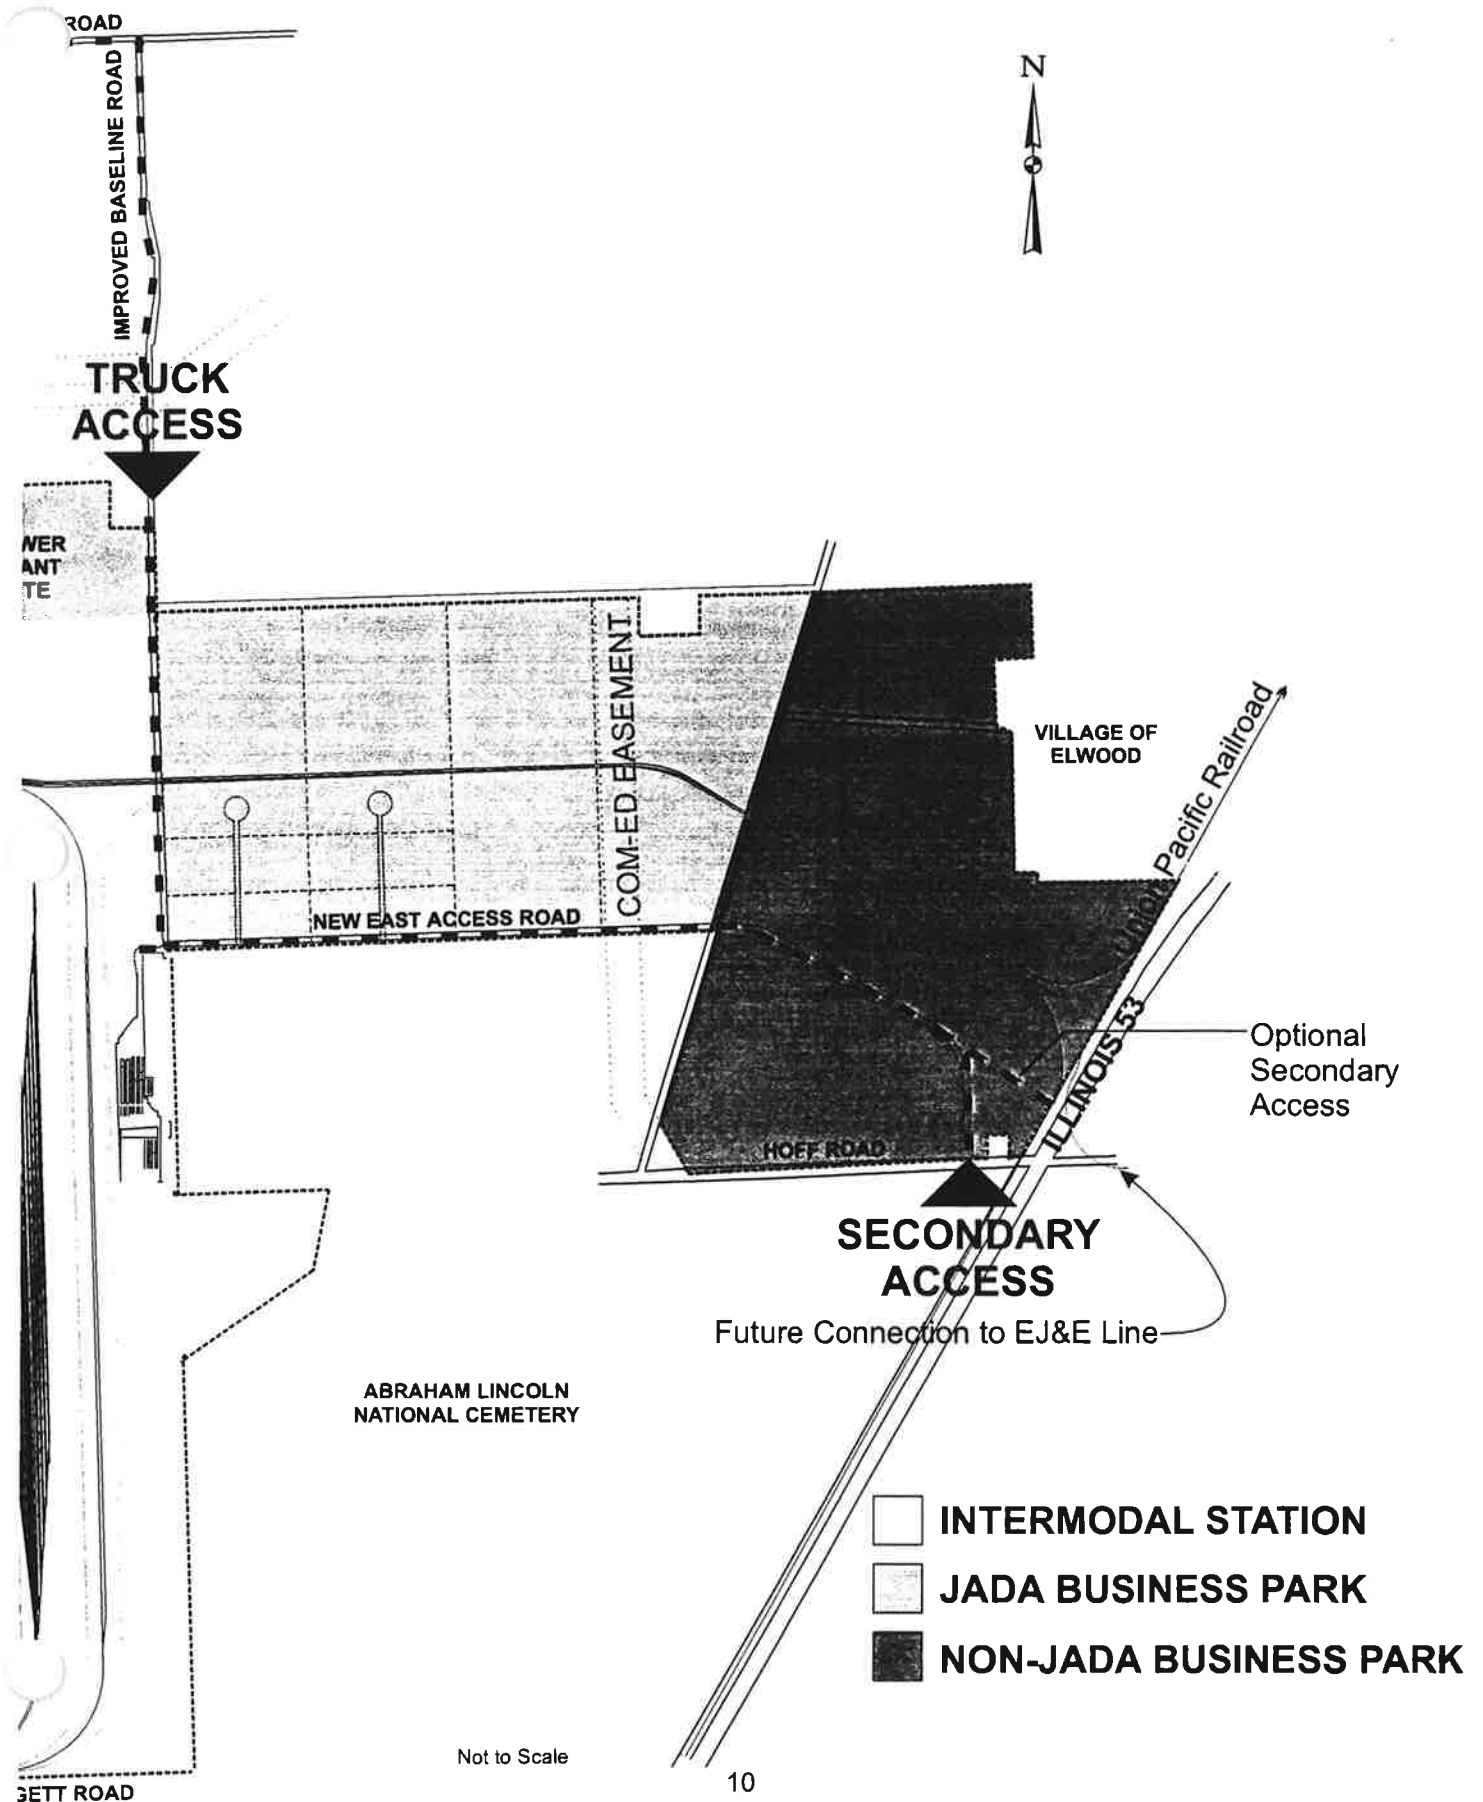 ROAD
IMPROVED BASELINE ROAD
N
TRUCK
ACCESS
WER
ANT
TE
COM-ED EASEMENT
VILLAGE OF
ELWOOD
Union Pacific Railroad
NEW EAST ACCESS ROAD
ILLINOIS 53
Optional
Secondary
Access
HOFF ROAD
SECONDARY
ACCESS
Future Connection to EJ&E Line
ABRAHAM LINCOLN
NATIONAL CEMETERY
INTERMODAL STATION
JADA BUSINESS PARK
NON-JADA BUSINESS PARK
Not to Scale
10
GETT ROAD